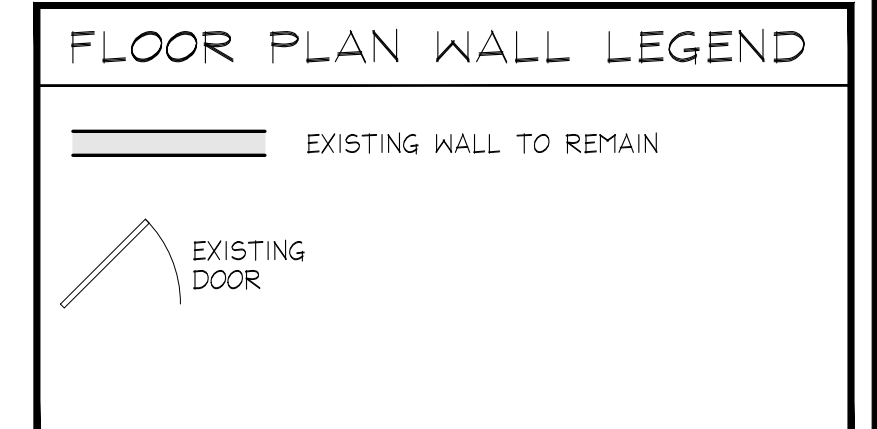 FLOOR PLAN WALL LEGEND
EXISTING WALL TO REMAIN
EXISTING
DOOR